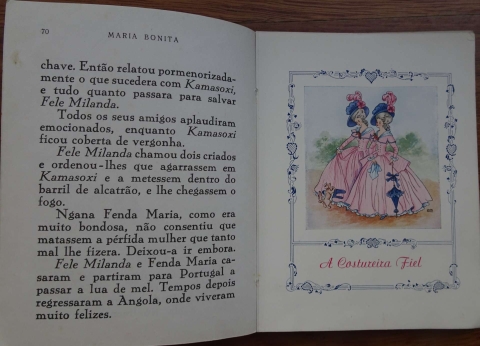 70
MARIA BONITA
chave. Então relatou pormenorizada-
mente o que sucedera com Kamasoxi,
e tudo quanto passara para salvar
Fele Milanda.
Todos os seus amigos aplaudiram
emocionados, enquanto Kamasoxi
ficou coberta de vergonha.
Fele Milanda chamou dois criados
e ordenou-lhes que agarrassem em
Kamasoxi e a metessem dentro do
barril de alcatrão, e lhe chegassem o
fogo.
Ngana Fenda Maria, como era
muito bondosa, não consentiu que
matassem a pérfida mulher que tanto
mal lhe fizera. Deixou-a ir embora.
Fele Milanda e Fenda Maria ca-
saram e partiram para Portugal a
passar a lua de mel. Tempos depois
regressaram a Angola, onde viveram
muito felizes.
A Costureira Fiel